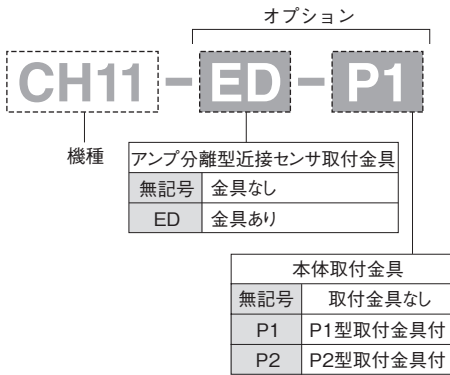 オプション
CH11-ED-P1
機種
アンプ分離型近接センサ取付金具
無記号 金具なし
ED 金具あり
本体取付金具
無記号 取付金具なし
P1 P1型取付金具付
P2 P2型取付金具付